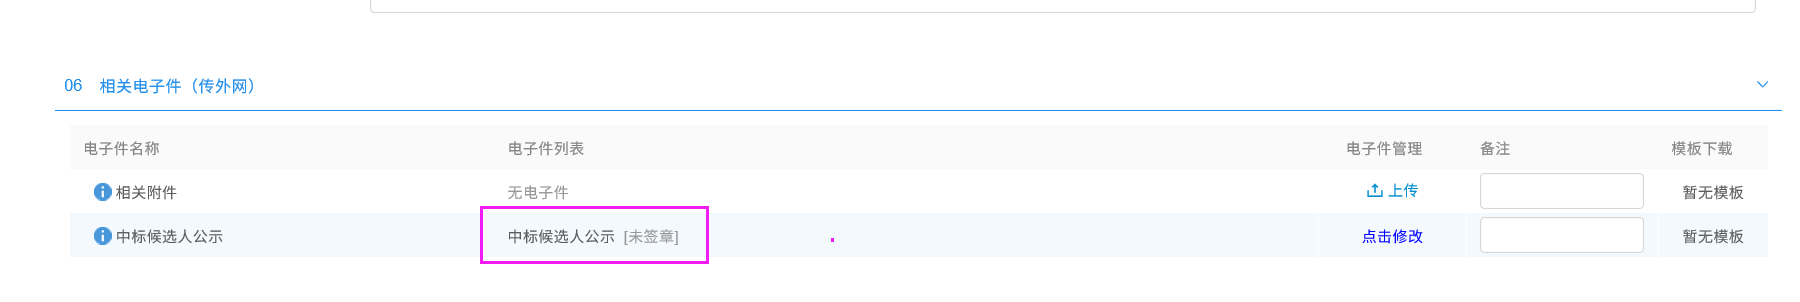 06 相关电子件（传外网）
电子件名称 电子件列表 电子件管理 备注 模板下载
相关附件 无电子件 上传 暂无模板
中标候选人公示 中标候选人公示 [未签章] 点击修改 暂无模板